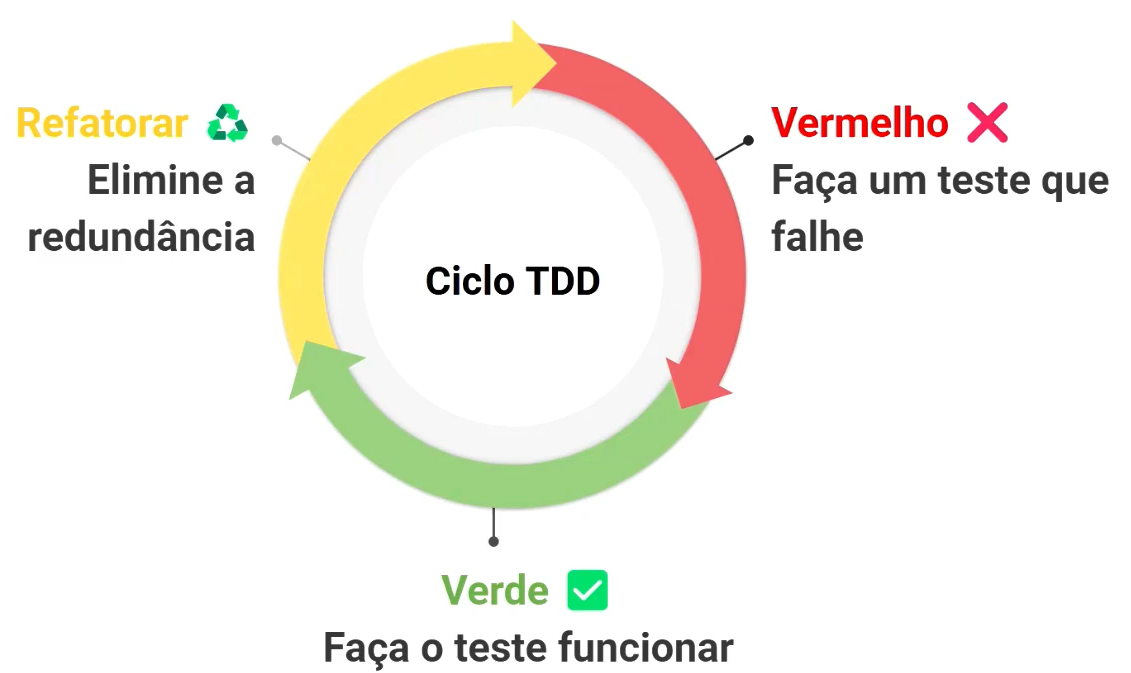 Refatorar
Elimine a
redundância
Vermelho
Faça um teste que
falhe
Ciclo TDD
Verde
Faça o teste funcionar